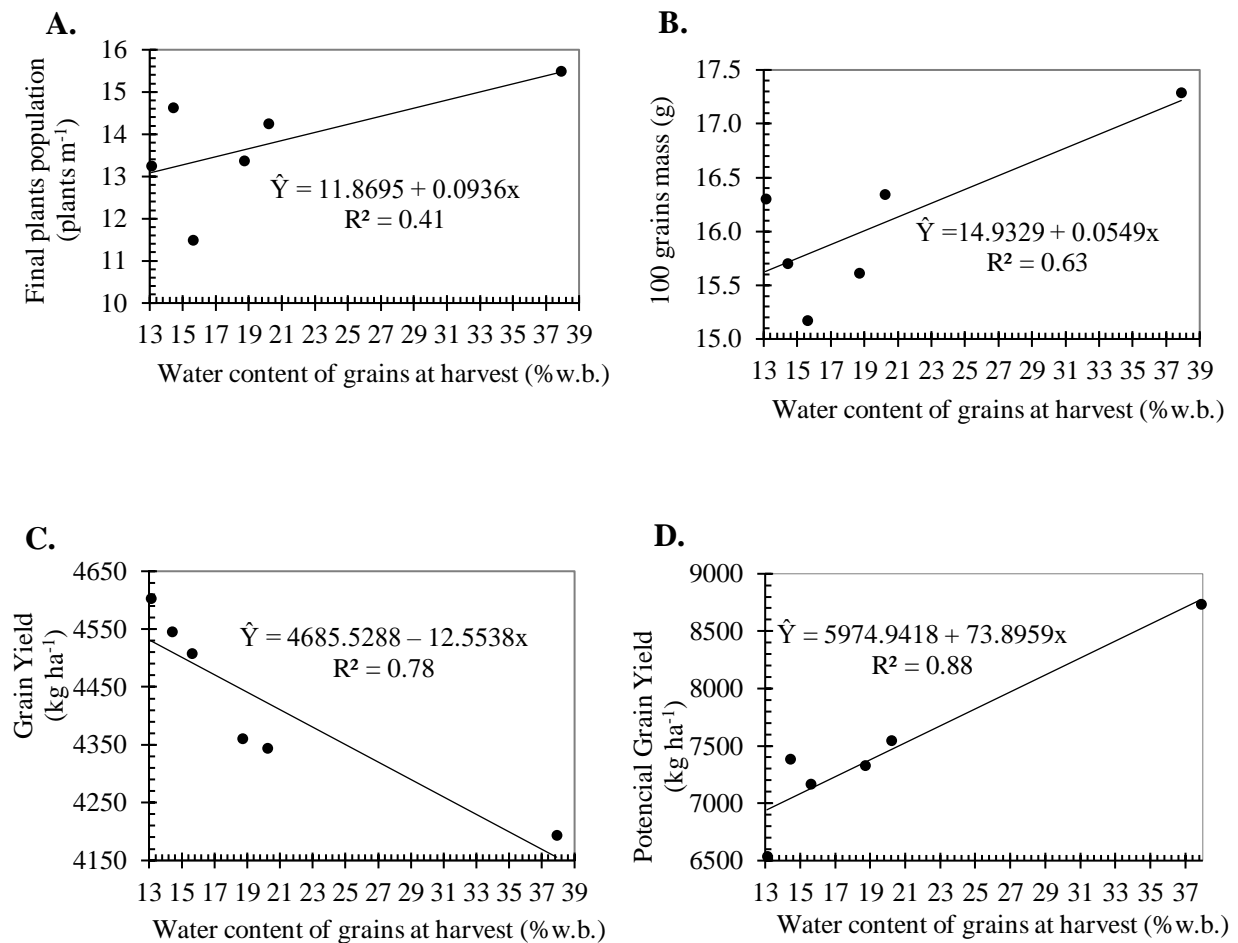 A.
Final plants population
(plants m⁻¹)
16
15
14
13
12
11
10
Ŷ = 11.8695 + 0.0936x
R² = 0.41
13 15 17 19 21 23 25 27 29 31 33 35 37 39
Water content of grains at harvest (%w.b.)
B.
100 grains mass (g)
17.5
17.0
16.5
16.0
15.5
15.0
Ŷ =14.9329 + 0.0549x
R² = 0.63
13 15 17 19 21 23 25 27 29 31 33 35 37 39
Water content of grains at harvest (%w.b.)
C.
Grain Yield
(kg ha⁻¹)
4650
4550
4450
4350
4250
4150
Ŷ = 4685.5288 – 12.5538x
R² = 0.78
13 15 17 19 21 23 25 27 29 31 33 35 37 39
Water content of grains at harvest (%w.b.)
D.
Potencial Grain Yield
(kg ha⁻¹)
9000
8500
8000
7500
7000
6500
Ŷ = 5974.9418 + 73.8959x
R² = 0.88
13 15 17 19 21 23 25 27 29 31 33 35 37
Water content of grains at harvest (%w.b.)